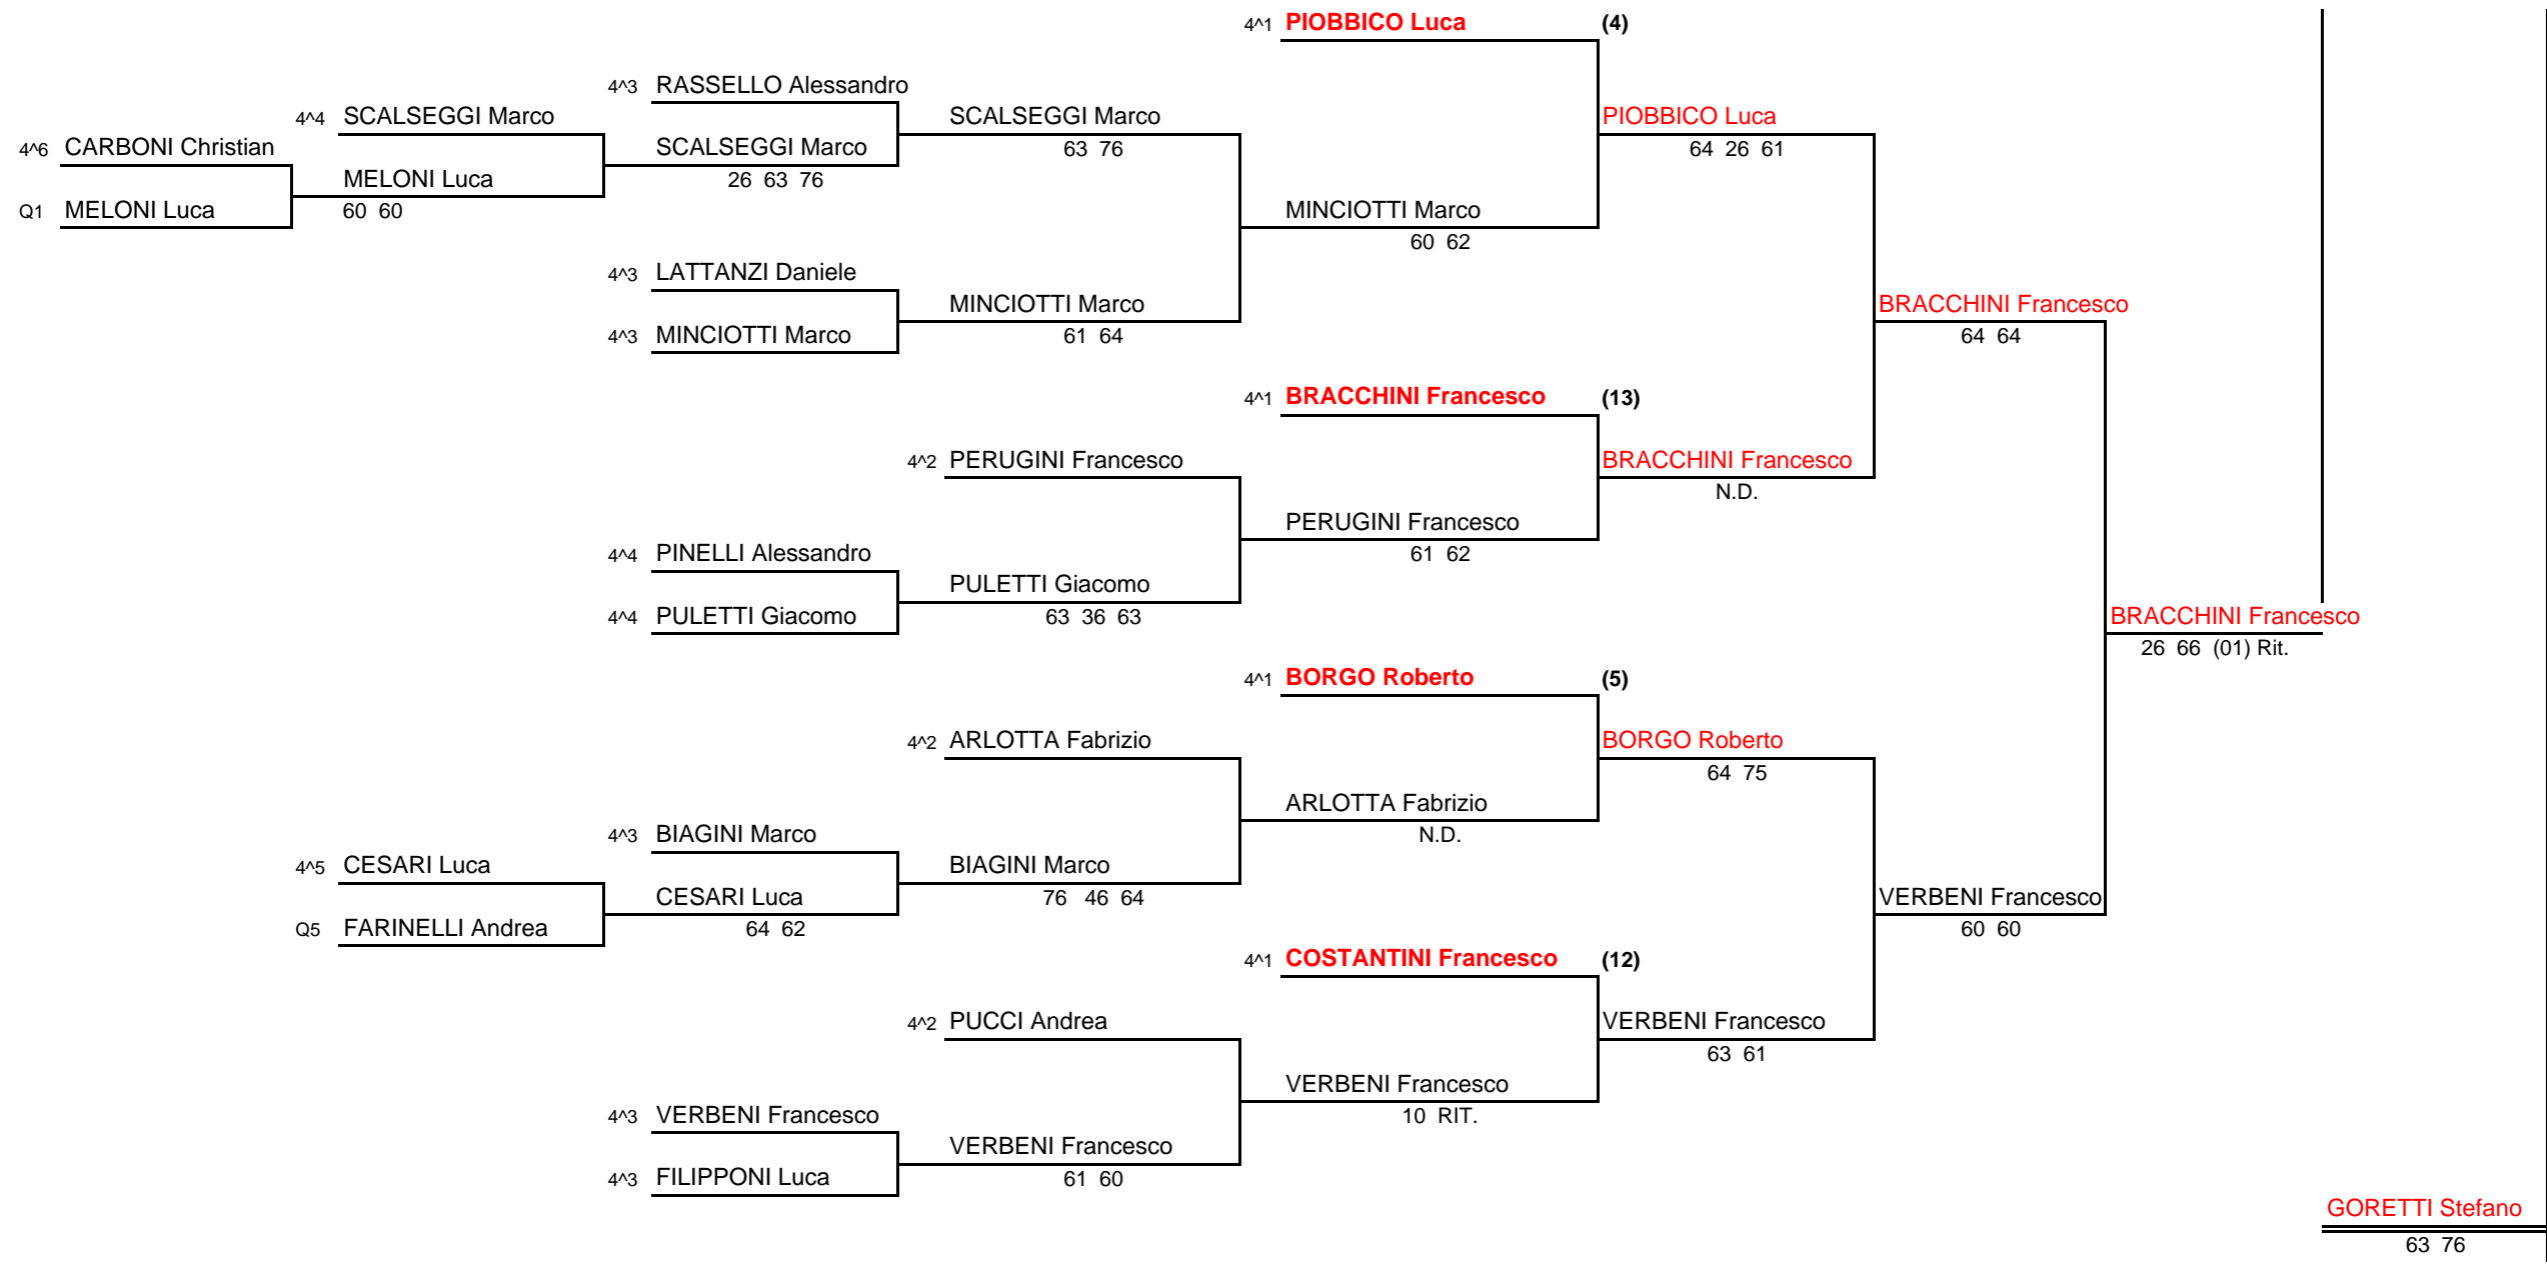 4^1 PIOBBICO Luca (4)
4^3 RASSELLO Alessandro
4^4 SCALSEGGI Marco
SCALSEGGI Marco
PIOBBICO Luca
4^6 CARBONI Christian
SCALSEGGI Marco
63 76
64 26 61
MELONI Luca
26 63 76
Q1 MELONI Luca
60 60
MINCIOTTI Marco
60 62
4^3 LATTANZI Daniele
MINCIOTTI Marco
BRACCHINI Francesco
4^3 MINCIOTTI Marco
61 64
64 64
4^1 BRACCHINI Francesco (13)
4^2 PERUGINI Francesco
BRACCHINI Francesco
N.D.
PERUGINI Francesco
4^4 PINELLI Alessandro
61 62
PULETTI Giacomo
4^4 PULETTI Giacomo
63 36 63
BRACCHINI Francesco
26 66 (01) Rit.
4^1 BORGO Roberto (5)
4^2 ARLOTTA Fabrizio
BORGO Roberto
64 75
ARLOTTA Fabrizio
4^3 BIAGINI Marco
N.D.
4^5 CESARI Luca
BIAGINI Marco
CESARI Luca
76 46 64
VERBENI Francesco
Q5 FARINELLI Andrea
64 62
60 60
4^1 COSTANTINI Francesco (12)
4^2 PUCCI Andrea
VERBENI Francesco
63 61
VERBENI Francesco
4^3 VERBENI Francesco
10 RIT.
VERBENI Francesco
4^3 FILIPPONI Luca
61 60
GORETTI Stefano
63 76